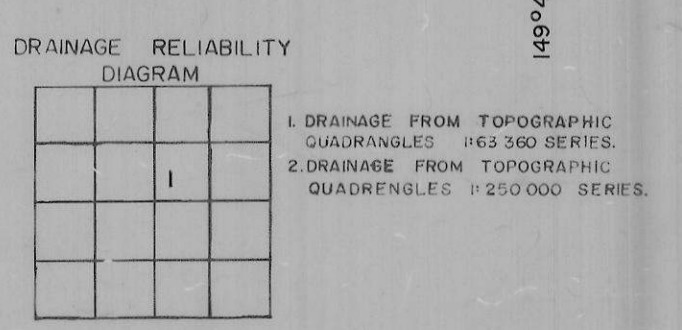 149°
DRAINAGE RELIABILITY
DIAGRAM
1
1. DRAINAGE FROM TOPOGRAPHIC
QUADRANGLES 1:63 360 SERIES.
2. DRAINAGE FROM TOPOGRAPHIC
QUADRENGLES 1:250 000 SERIES.